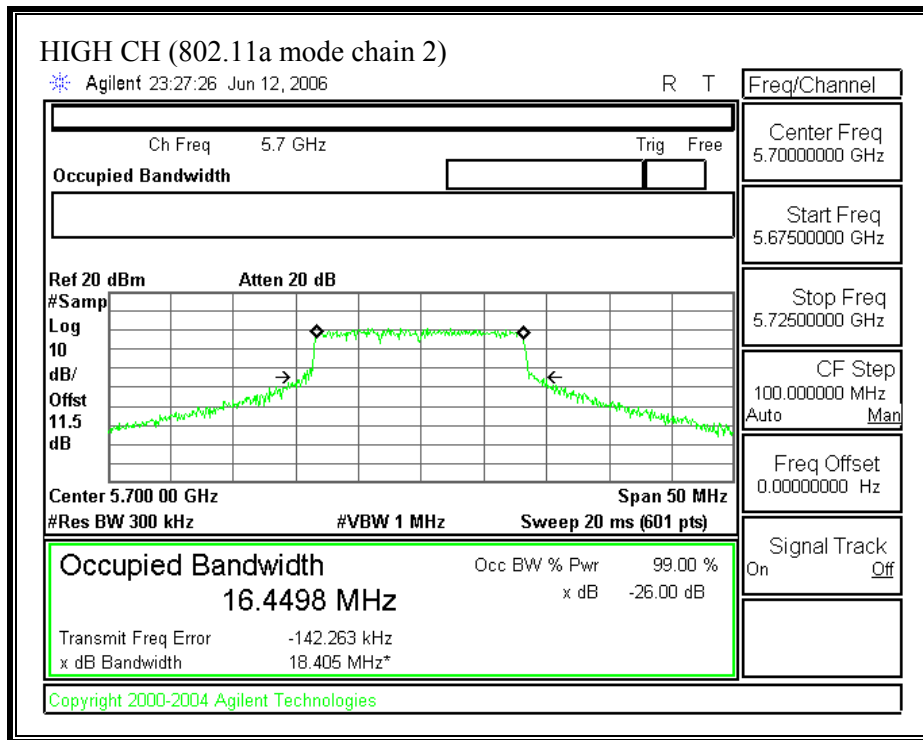 HIGH CH (802.11a mode chain 2)
Agilent 23:27:26 Jun 12, 2006 R T
Freq/Channel
Ch Freq 5.7 GHz Trig Free
Occupied Bandwidth
Center Freq
5.70000000 GHz
Start Freq
5.67500000 GHz
Stop Freq
5.72500000 GHz
CF Step
100.000000 MHz
Auto Man
Freq Offset
0.00000000 Hz
Signal Track
On Off
Ref 20 dBm Atten 20 dB
#Samp
Log
10
dB/
Offst
11.5
dB
Center 5.700 00 GHz Span 50 MHz
#Res BW 300 kHz #VBW 1 MHz Sweep 20 ms (601 pts)
Occupied Bandwidth Occ BW % Pwr 99.00 %
16.4498 MHz x dB -26.00 dB
Transmit Freq Error -142.263 kHz
x dB Bandwidth 18.405 MHz*
Copyright 2000-2004 Agilent Technologies